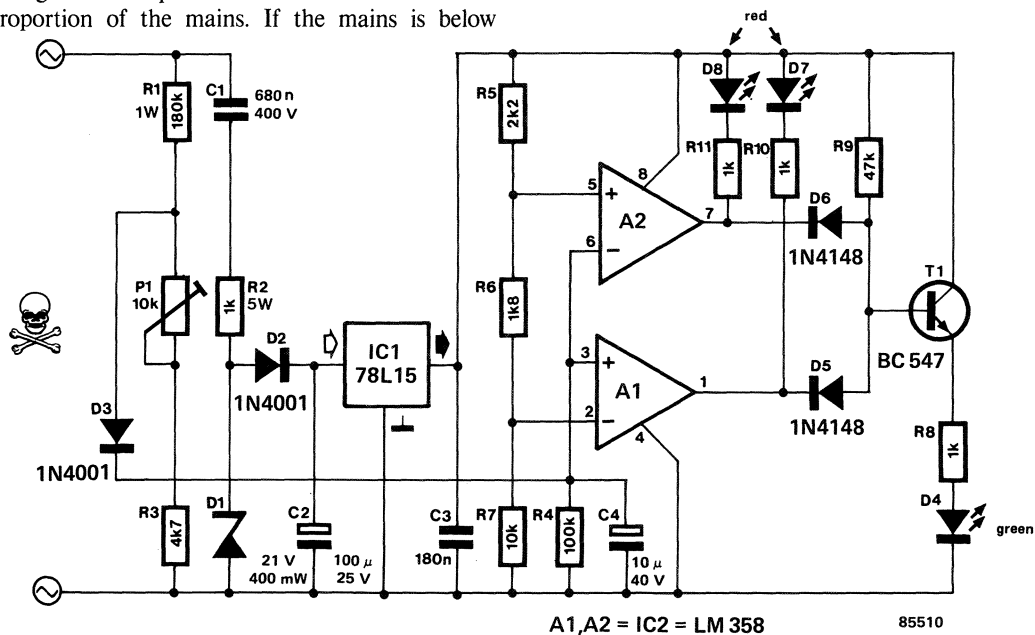 roportion of the mains. If the mains is below
red
D8
D7
R1
1W
180k
C1
680n
400 V
R5
2k2
R11
1k
R10
1k
R9
47k
8
5
+
A2
7
6
−
D6
1N4148
T1
P1
10k
R2
5W
1k
R6
1k8
D2
1N4001
IC1
78L15
3
+
A1
1
2
−
4
BC 547
D5
1N4148
D3
1N4001
R8
1k
R3
4k7
D1
21 V
400 mW
C2
100 µ
25 V
C3
180n
R7
10k
R4
100k
C4
10 µ
40 V
D4
green
A1,A2 = IC2 = LM 358
85510